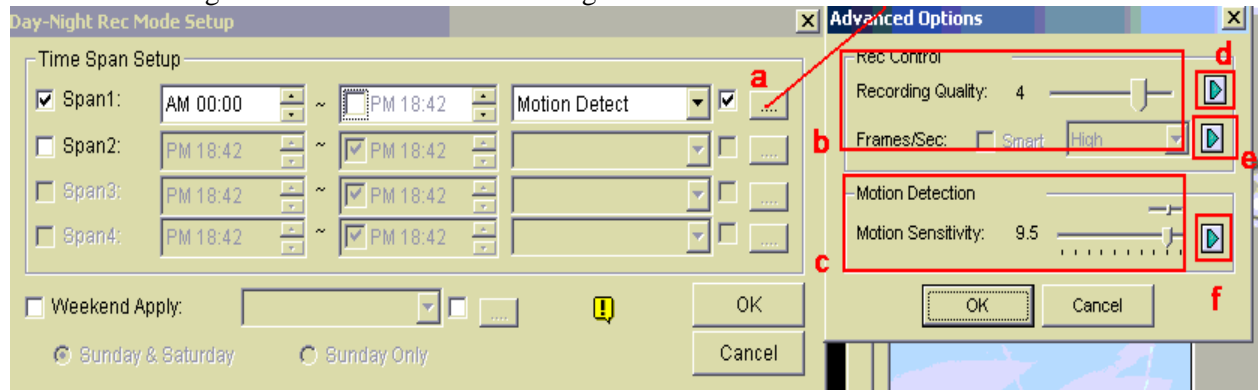 Day-Night Rec Mode Setup
Time Span Setup
Span1: AM 00:00 ~ PM 18:42 Motion Detect .... a
Span2: PM 18:42 ~ PM 18:42 ....
Span3: PM 18:42 ~ PM 18:42 ....
Span4: PM 18:42 ~ PM 18:42 ....
Weekend Apply: .... ! OK
Sunday & Saturday Sunday Only Cancel
Advanced Options
Rec Control d
Recording Quality: 4
b Frames/Sec: Smart High e
Motion Detection
Motion Sensitivity: 9.5
c
OK Cancel f